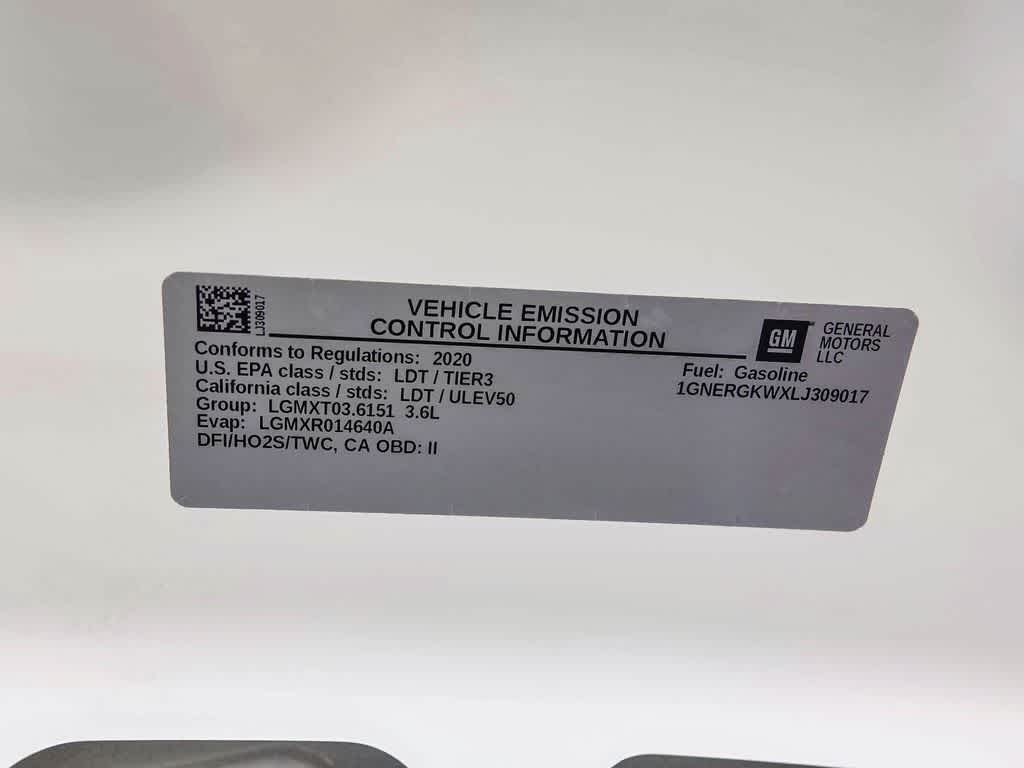 LJ309017
VEHICLE EMISSION
CONTROL INFORMATION
GM
GENERAL
MOTORS
LLC
Conforms to Regulations: 2020
U.S. EPA class / stds: LDT / TIER3
California class / stds: LDT / ULEV50
Group: LGMXT03.6151 3.6L
Evap: LGMXR014640A
DFI/HO2S/TWC, CA OBD: II
Fuel: Gasoline
1GNERGKWXLJ309017